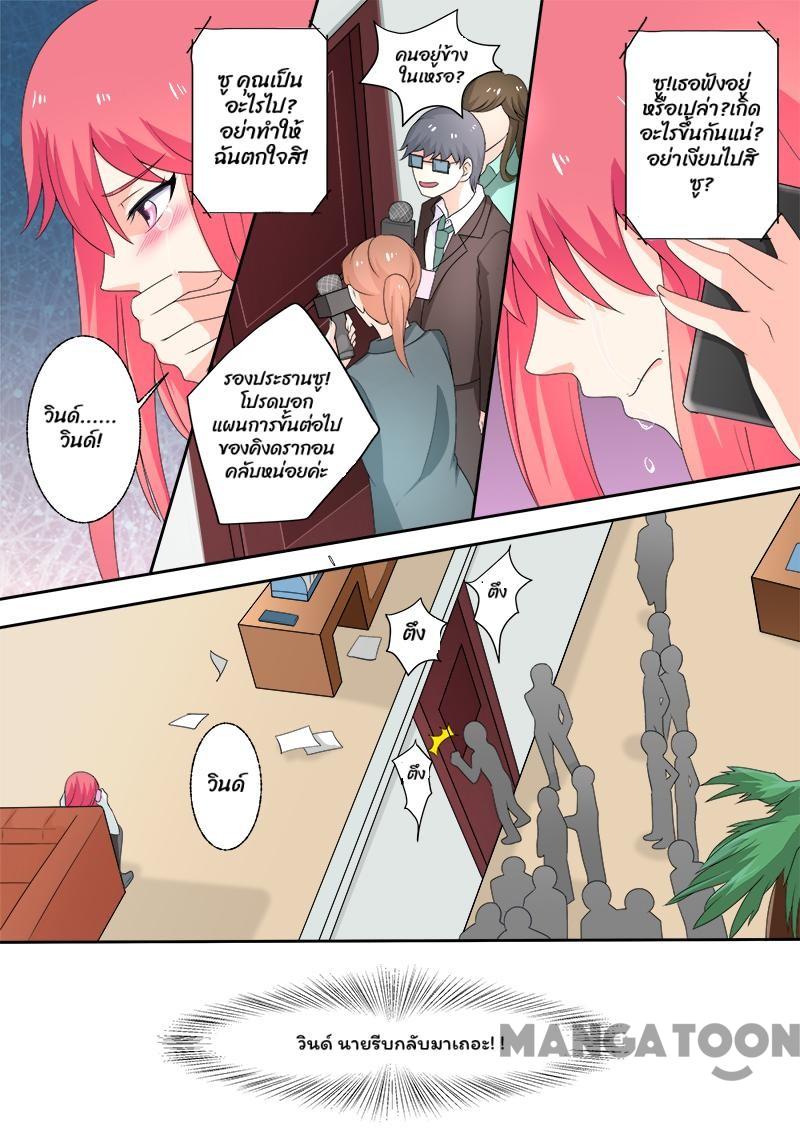 ซู คุณเป็น
อะไรไป?
อย่าทำให้
ฉันตกใจสิ!
คนอยู่ข้าง
ในเหรอ?
ซู!เธอฟังอยู่
หรือเปล่า?เกิด
อะไรขึ้นกันแน่?
อย่าเงียบไปสิ
ซู?
วินด์......
วินด์!
รองประธานซู!
โปรดบอก
แผนการขั้นต่อไป
ของคิงดรากอน
คลับหน่อยค่ะ
ตึง
ตึง
ตึง
วินด์
วินด์ นายรีบกลับมาเถอะ! !
MANGATOON